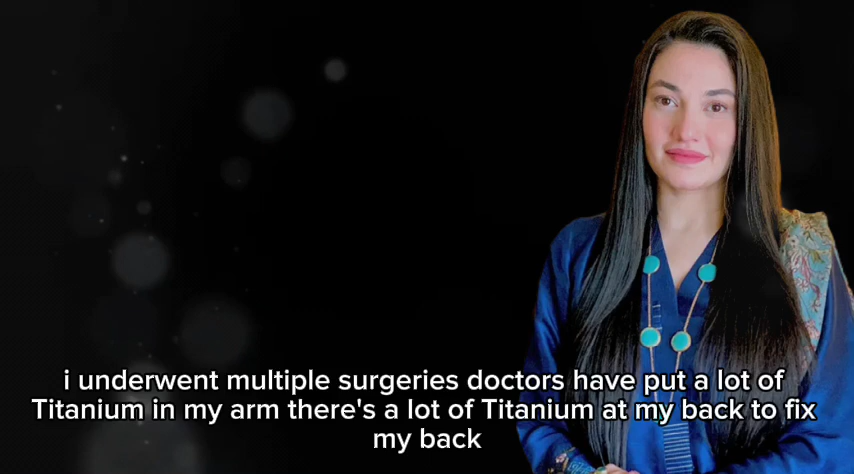 i underwent multiple surgeries doctors have put a lot of
Titanium in my arm there's a lot of Titanium at my back to fix
my back